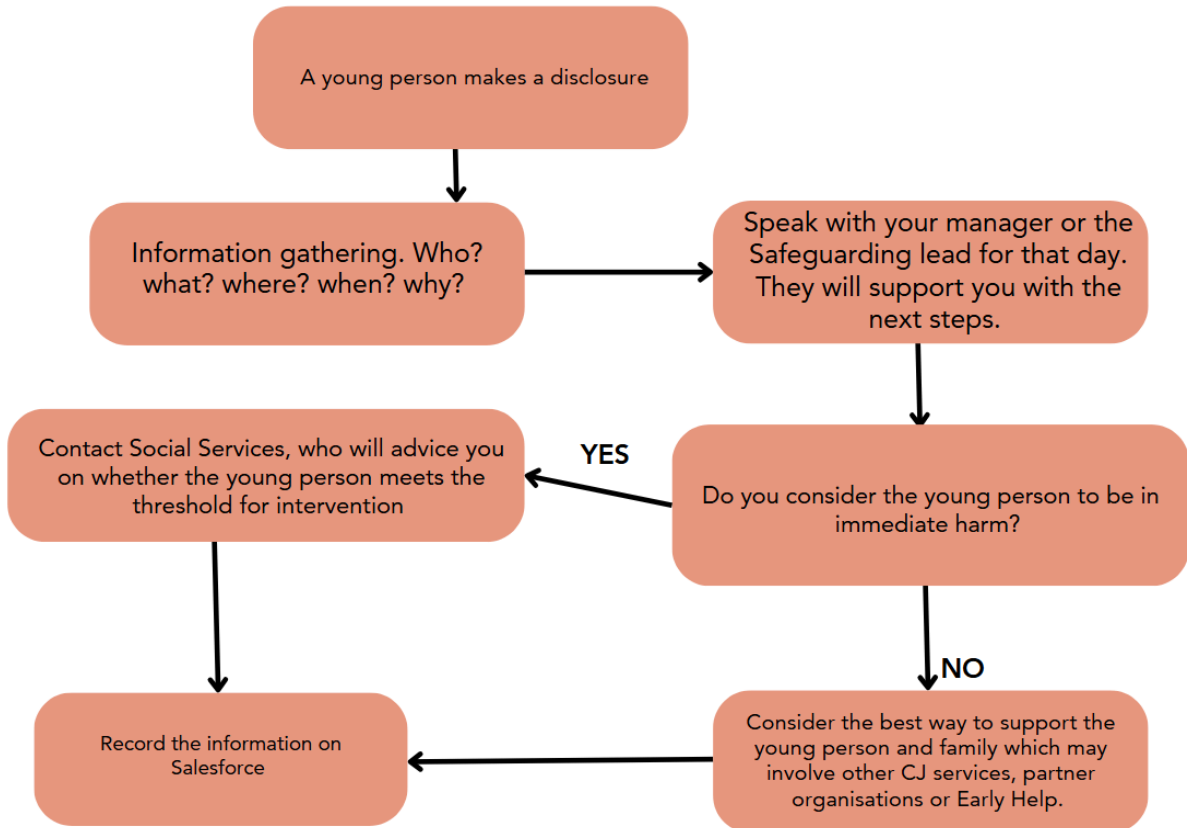 A young person makes a disclosure
Information gathering. Who?
what? where? when? why?
Speak with your manager or the
Safeguarding lead for that day.
They will support you with the
next steps.
Do you consider the young person to be in
immediate harm?
YES
Contact Social Services, who will advice you
on whether the young person meets the
threshold for intervention
NO
Consider the best way to support the
young person and family which may
involve other CJ services, partner
organisations or Early Help.
Record the information on
Salesforce